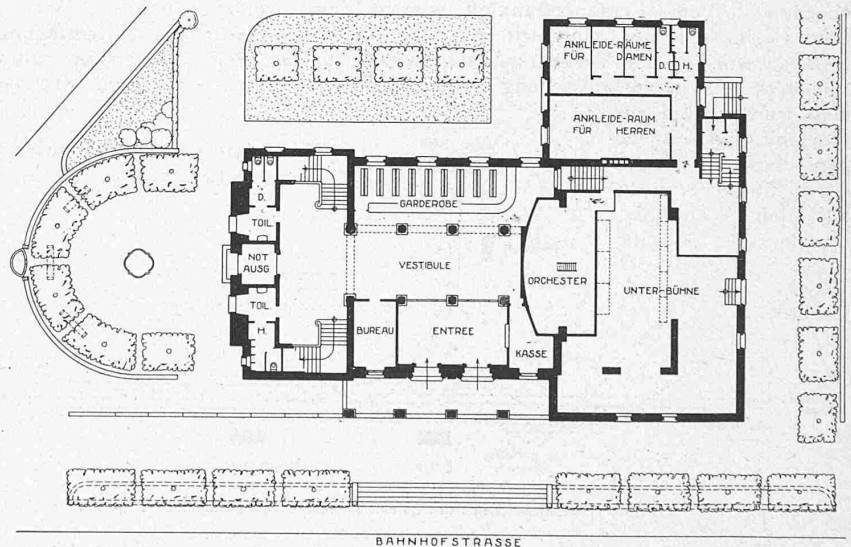 ANKLEIDE-RÄUME
FÜR DAMEN
D. H.
ANKLEIDE-RAUM
FÜR HERREN
D.
GARDEROBE
TOIL.
NOT
AUSG
VESTIBULE
ORCHESTER
UNTER-BÜHNE
TOIL
H.
BUREAU
ENTREE
KASSE
BAHNHOFSTRASSE